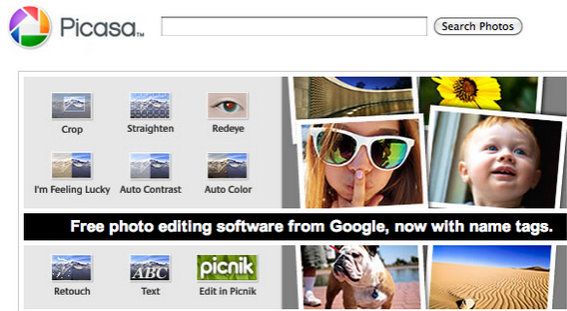 Picasa™ Search Photos
Crop Straighten Redeye
I'm Feeling Lucky Auto Contrast Auto Color
Free photo editing software from Google, now with name tags.
ABC picnik
Retouch Text Edit in Picnik